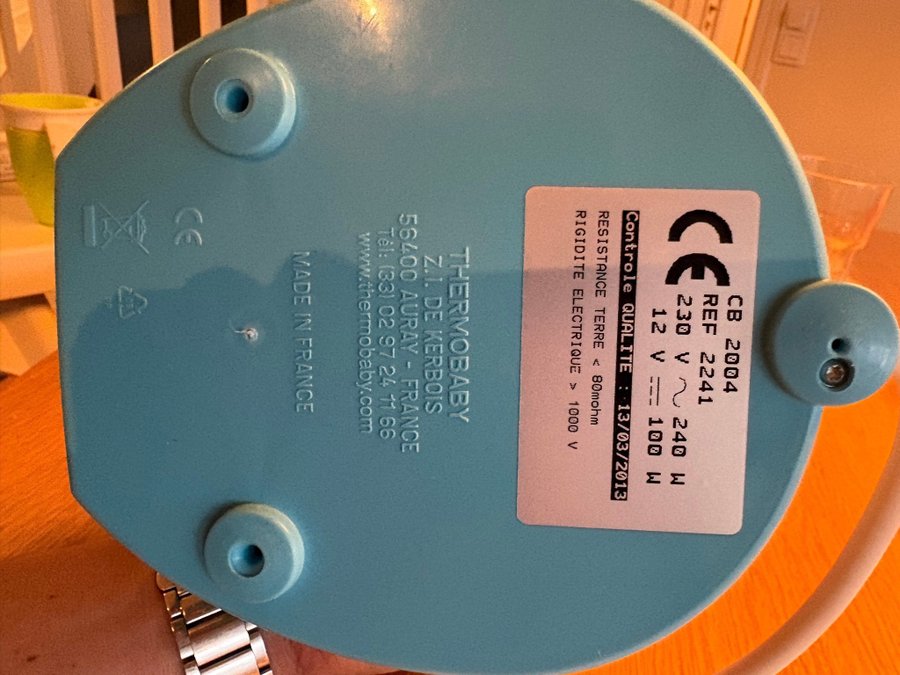 CE
CB 2004
REF 2241
230 V ~ 240 W
12 V ⎓ 100 W
Controle QUALITE : 13/03/2013
RESISTANCE TERRE < 80mohm
RIGIDITE ELECTRIQUE > 1000 V
THERMOBABY
Z.I. DE KERBOIS
56400 AURAY - FRANCE
Tél: (33) 02 97 24 11 66
www.thermobaby.com
MADE IN FRANCE
CE